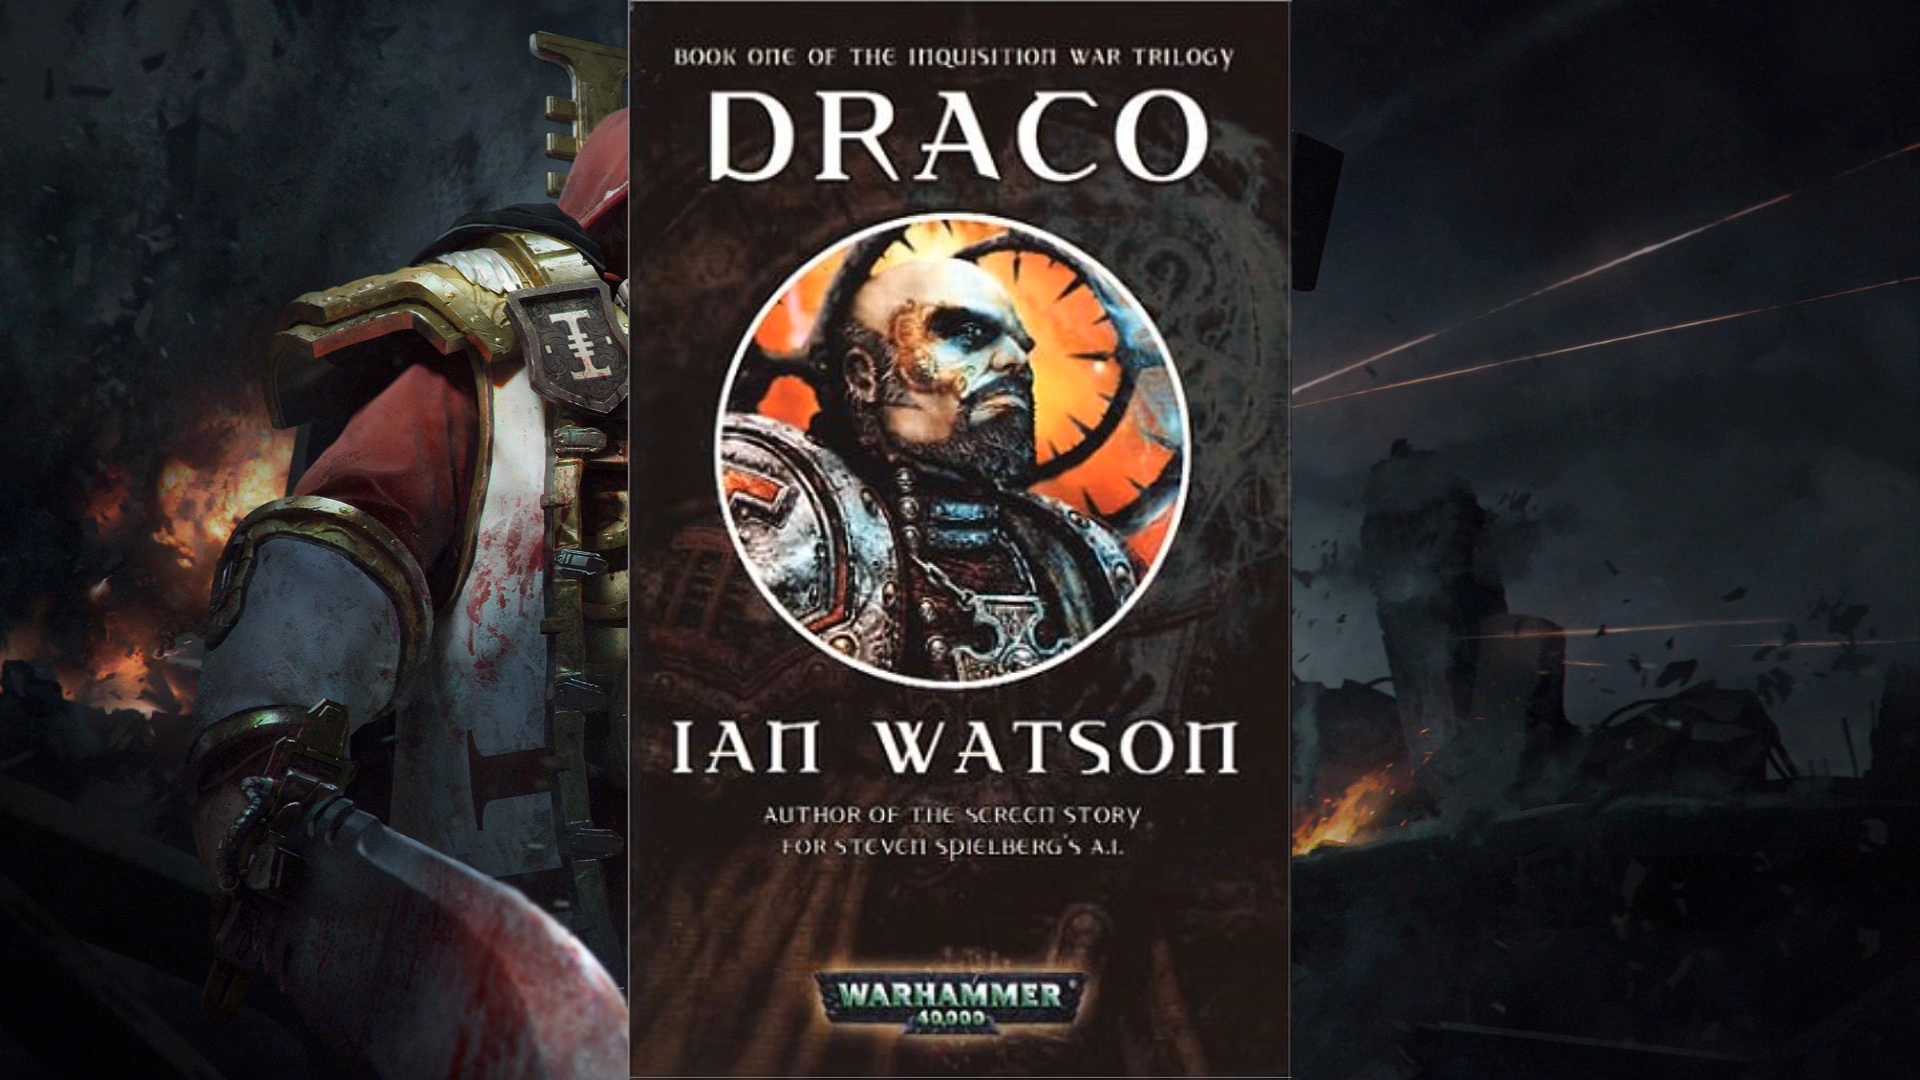 BOOK ONE OF THE INQUISITION WAR TRILOGY
DRACO
IAN WATSON
AUTHOR OF THE SCREEN STORY
FOR STEVEN SPIELBERG'S A.I.
WARHAMMER®
40,000